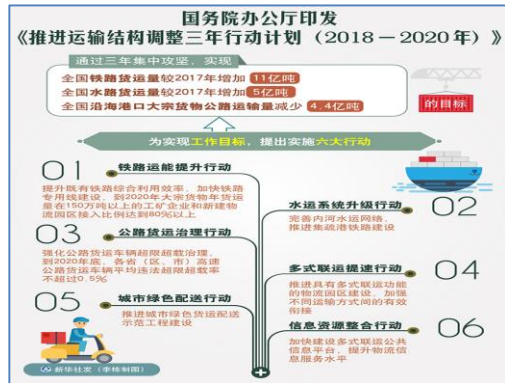 国务院办公厅印发
《推进运输结构调整三年行动计划（2018－2020年）》
通过三年集中攻坚，实现
全国铁路货运量较2017年增加 11亿吨
全国水路货运量较2017年增加 5亿吨
全国沿海港口大宗货物公路运输量减少 4.4亿吨
的目标
为实现工作目标，提出实施六大行动
01 铁路运能提升行动
提升既有铁路综合利用效率，加快铁路
专用线建设，到2020年大宗货物年货运
量在150万吨以上的工矿企业和新建物
流园区接入比例达到80%以上
水运系统升级行动 02
完善内河水运网络，
推进集疏港铁路建设
03 公路货运治理行动
强化公路货运车辆超限超载治理，
到2020年底，各省（区、市）高速
公路货运车辆平均违法超限超载率
不超过0.5%
多式联运提速行动 04
推进具有多式联运功能
的物流园区建设，加强
不同运输方式间的有效
衔接
05 城市绿色配送行动
推进城市绿色货运配送
示范工程建设
信息资源整合行动 06
加快建设多式联运公共
信息平台，提升物流信
息服务水平
新华社发（李栋制图）